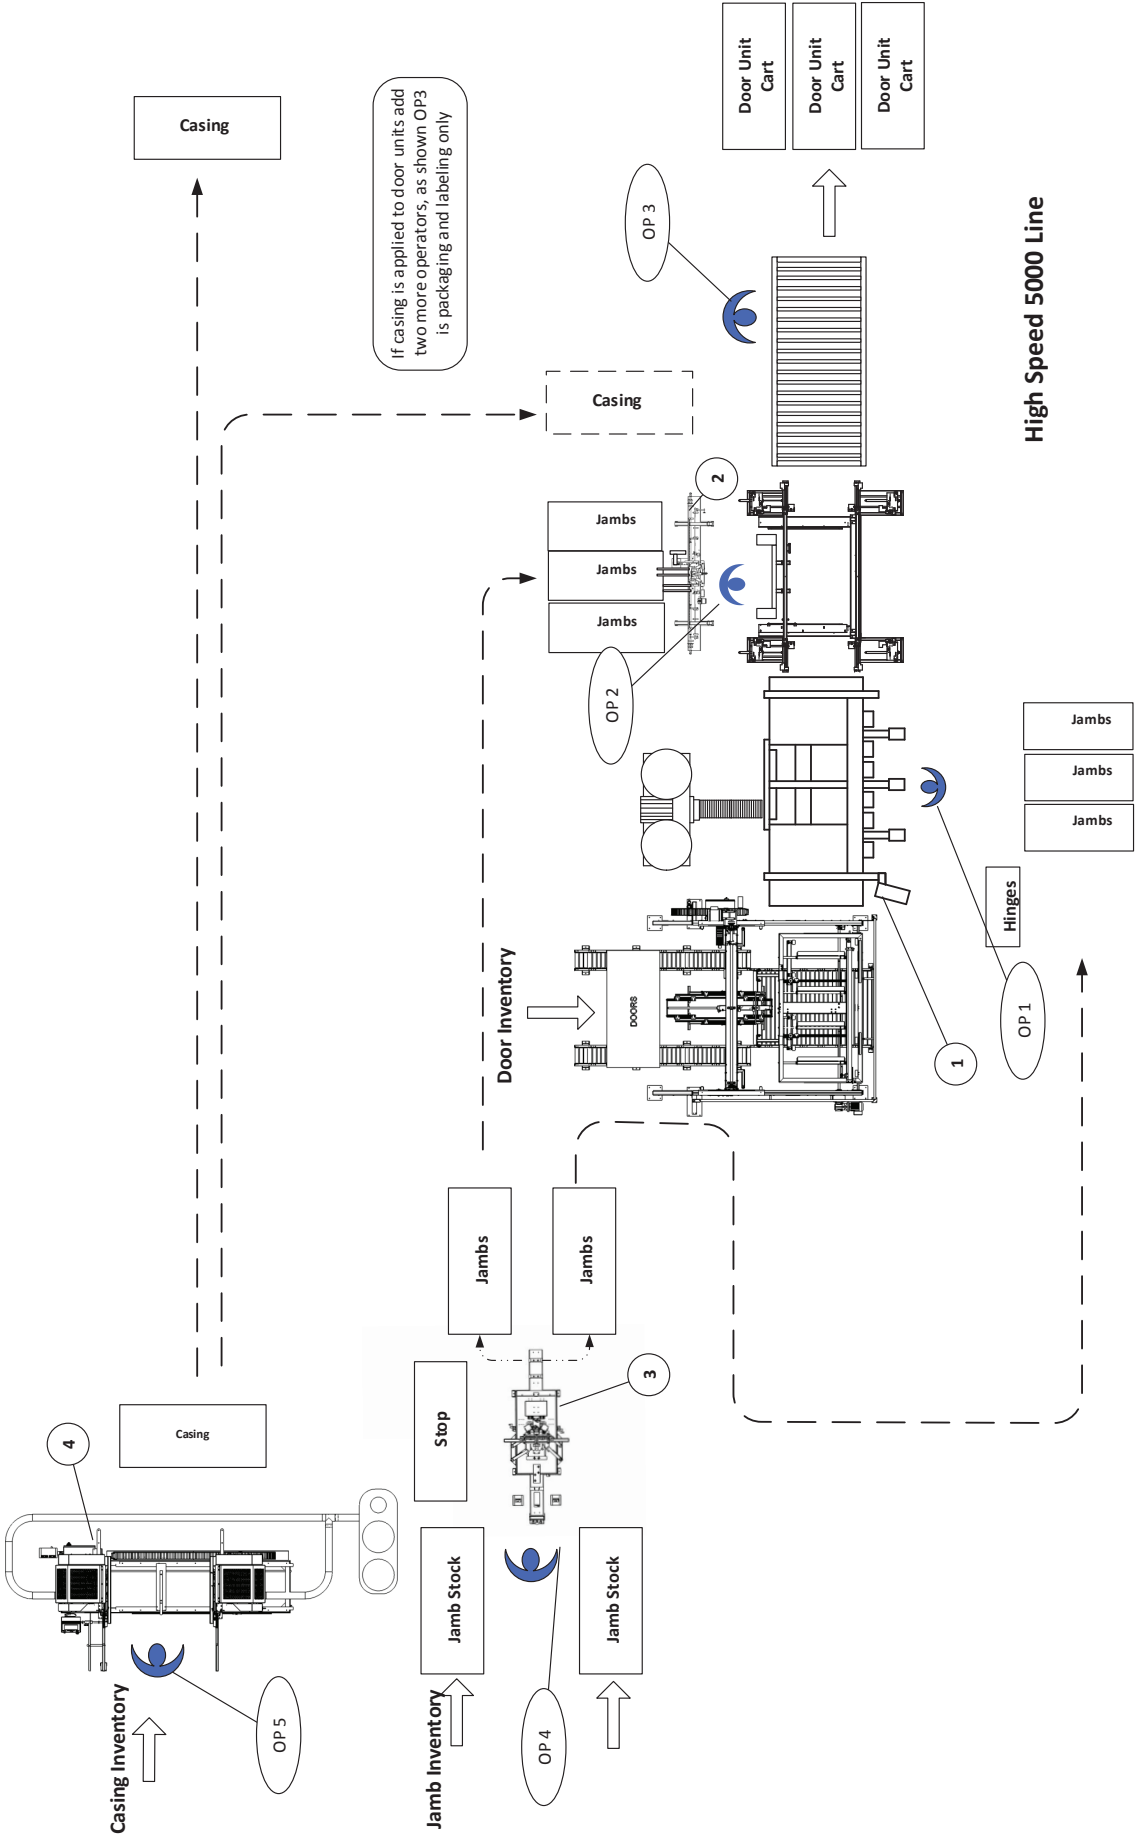 Casing
If casing is applied to door units add
two more operators, as shown OP3
is packaging and labeling only
Door Unit
Cart
Door Unit
Cart
Door Unit
Cart
OP 3
High Speed 5000 Line
Casing
2
Jambs
Jambs
Jambs
OP 2
Jambs
Jambs
Jambs
Hinges
OP 1
1
Door Inventory
DOORS
Jambs
Jambs
3
Stop
Casing
4
Jamb Stock
Jamb Stock
Casing Inventory
Jamb Inventory
OP 5
OP 4